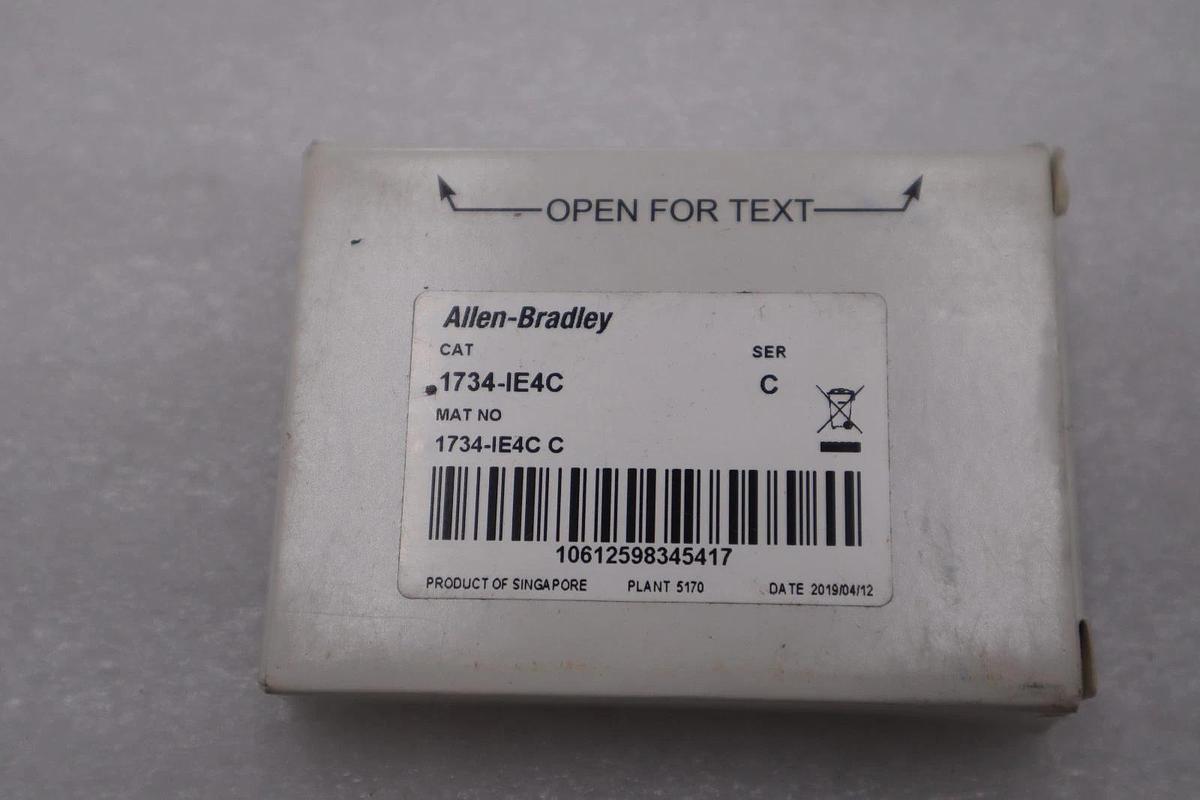 OPEN FOR TEXT
Allen-Bradley
CAT SER
1734-IE4C C
MAT NO
1734-IE4C C
10612598345417
PRODUCT OF SINGAPORE PLANT 5170 DATE 2019/04/12